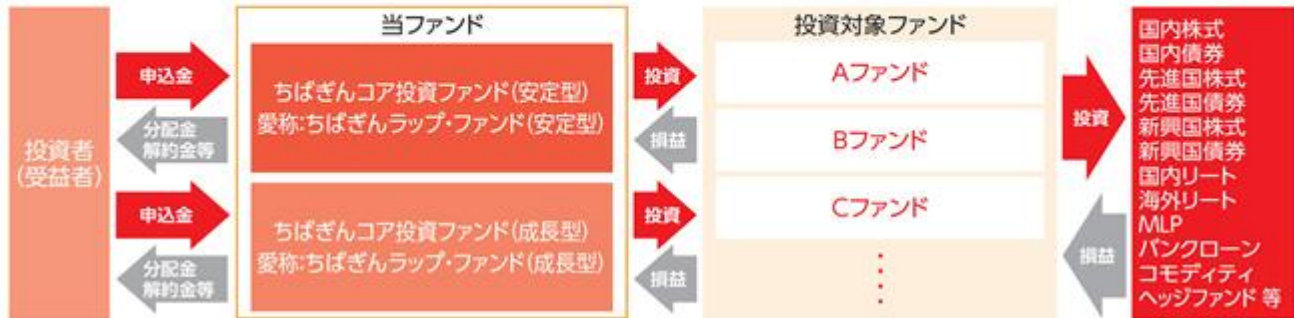 投資者
(受益者)
申込金
分配金
解約金等
申込金
分配金
解約金等
当ファンド
ちばぎんコア投資ファンド(安定型)
愛称:ちばぎんラップ・ファンド(安定型)
ちばぎんコア投資ファンド(成長型)
愛称:ちばぎんラップ・ファンド(成長型)
投資
損益
投資
損益
投資対象ファンド
Aファンド
Bファンド
Cファンド
投資
損益
国内株式
国内債券
先進国株式
先進国債券
新興国株式
新興国債券
国内リート
海外リート
MLP
バンクローン
コモディティ
ヘッジファンド 等